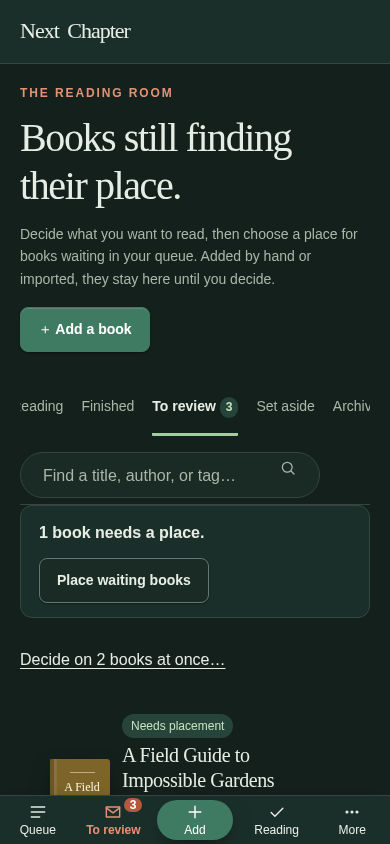 Next Chapter
THE READING ROOM
Books still finding
their place.
Decide what you want to read, then choose a place for
books waiting in your queue. Added by hand or
imported, they stay here until you decide.
+ Add a book
eading Finished To review 3 Set aside Archiv
Find a title, author, or tag…
1 book needs a place.
Place waiting books
Decide on 2 books at once…
Needs placement
A Field Guide to
Impossible Gardens
A Field
3
Queue To review Add Reading More